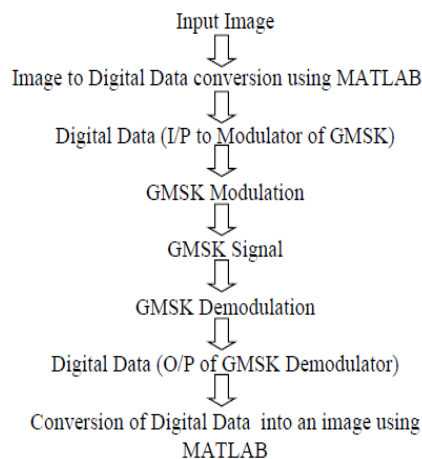 Input Image
Image to Digital Data conversion using MATLAB
Digital Data (I/P to Modulator of GMSK)
GMSK Modulation
GMSK Signal
GMSK Demodulation
Digital Data (O/P of GMSK Demodulator)
Conversion of Digital Data into an image using
MATLAB